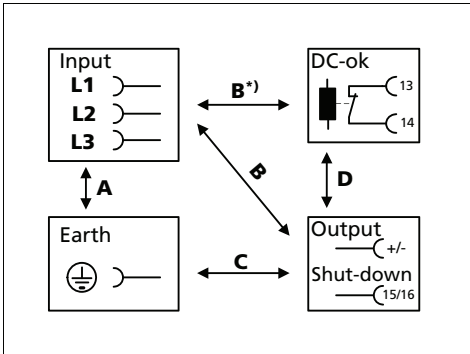 Input
L1
L2
L3
B*)
DC-ok
13
14
A
B
D
Earth
C
Output
+/-
Shut-down
15/16